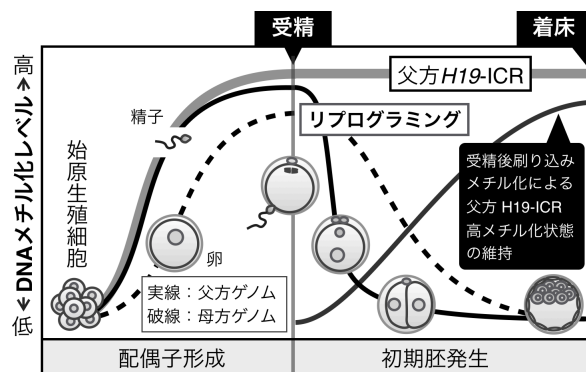 受精
着床
高
DNAメチル化レベル
低
父方H19-ICR
リプログラミング
精子
始原生殖細胞
卵
実線：父方ゲノム
破線：母方ゲノム
受精後刷り込み
メチル化による
父方 H19-ICR
高メチル化状態
の維持
配偶子形成
初期胚発生